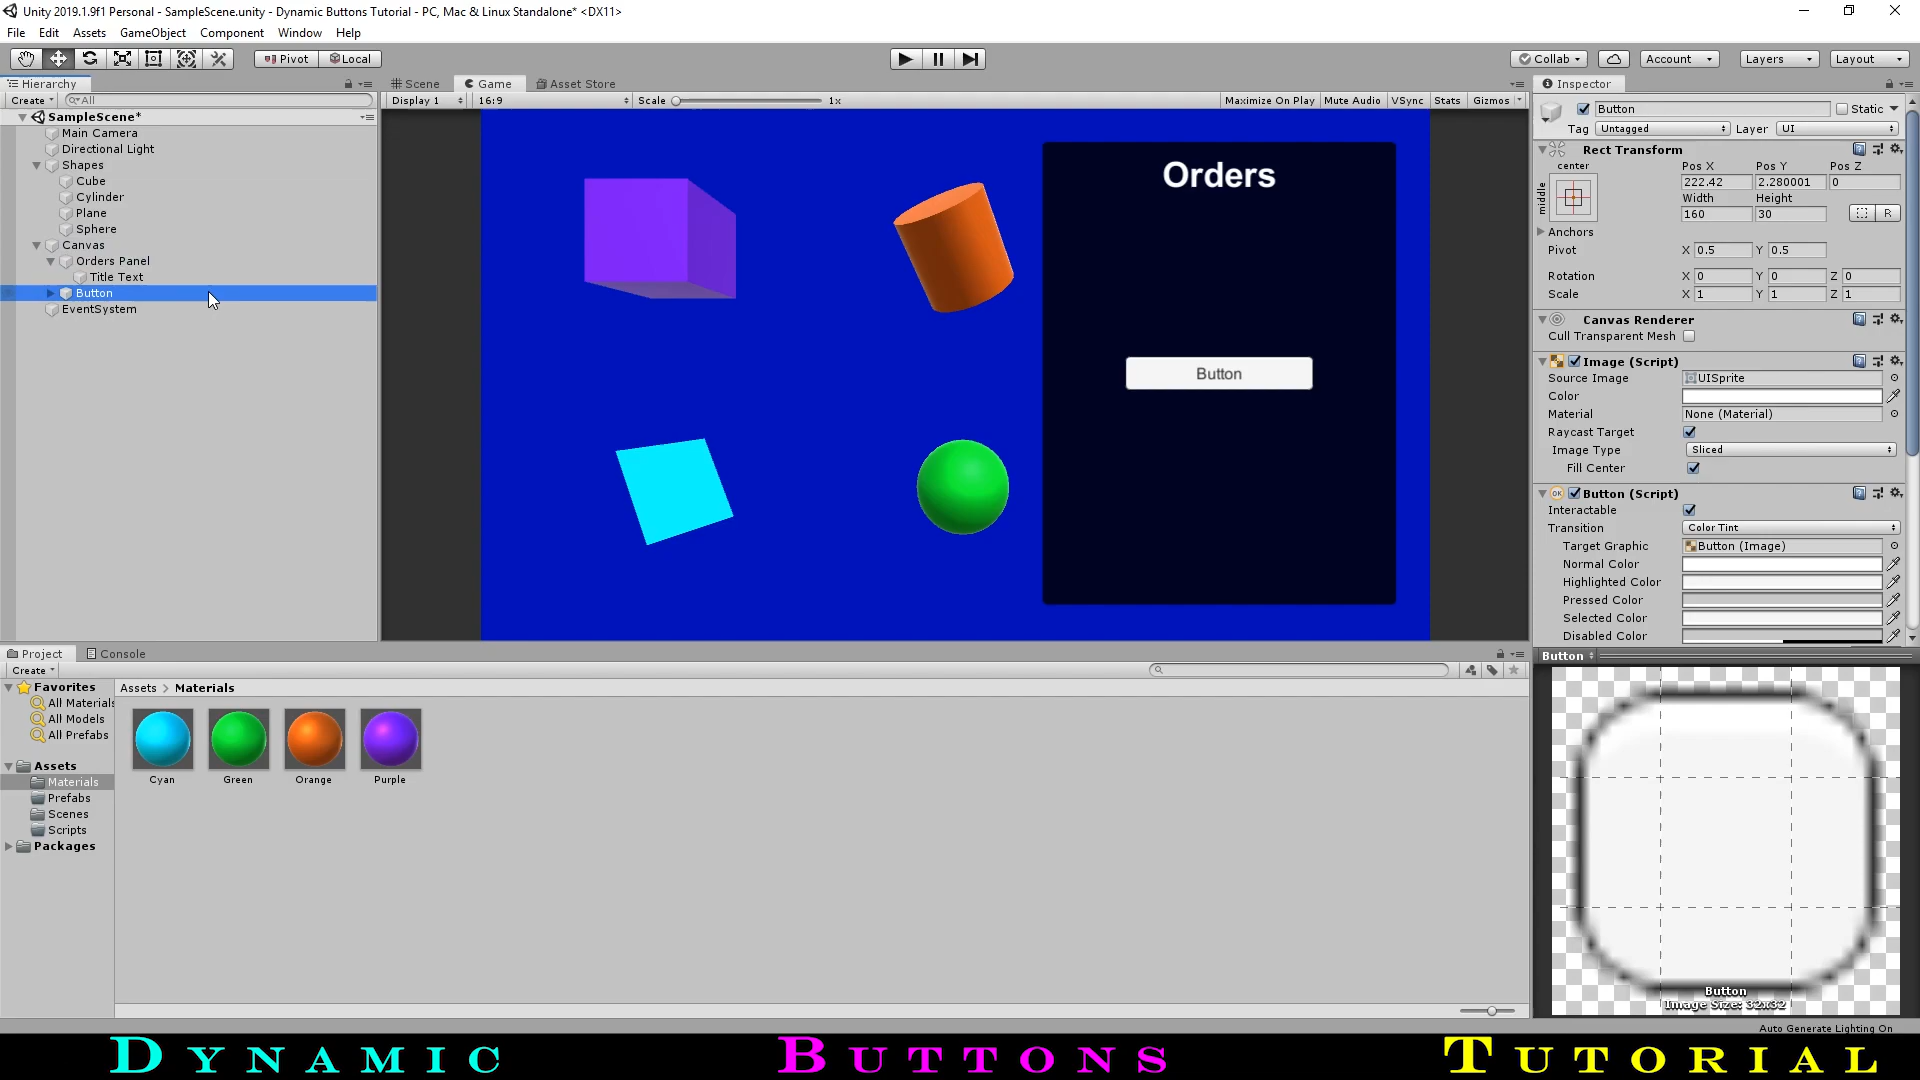 Unity 2019.1.9f1 Personal - SampleScene.unity - Dynamic Buttons Tutorial - PC, Mac & Linux Standalone* <DX11>
File Edit Assets GameObject Component Window Help
Pivot Local Collab Account Layers Layout
Hierarchy
Create All
SampleScene*
Main Camera
Directional Light
Shapes
Cube
Cylinder
Plane
Sphere
Canvas
Orders Panel
Title Text
Button
EventSystem
Scene Game Asset Store
Display 1 16:9 Scale 1x Maximize On Play Mute Audio VSync Stats Gizmos
Orders
Button
Inspector
Button Static
Tag Untagged Layer UI
Rect Transform
center Pos X Pos Y Pos Z
middle 222.42 2.280001 0
Width Height
160 30 R
Anchors
Pivot X 0.5 Y 0.5
Rotation X 0 Y 0 Z 0
Scale X 1 Y 1 Z 1
Canvas Renderer
Cull Transparent Mesh
Image (Script)
Source Image UISprite
Color
Material None (Material)
Raycast Target
Image Type Sliced
Fill Center
OK Button (Script)
Interactable
Transition Color Tint
Target Graphic Button (Image)
Normal Color
Highlighted Color
Pressed Color
Selected Color
Disabled Color
Button
Button
Image Size: 32x32
Project Console
Create
Favorites
All Materials
All Models
All Prefabs
Assets
Materials
Prefabs
Scenes
Scripts
Packages
Assets > Materials
Cyan Green Orange Purple
Auto Generate Lighting On
DYNAMIC BUTTONS TUTORIAL